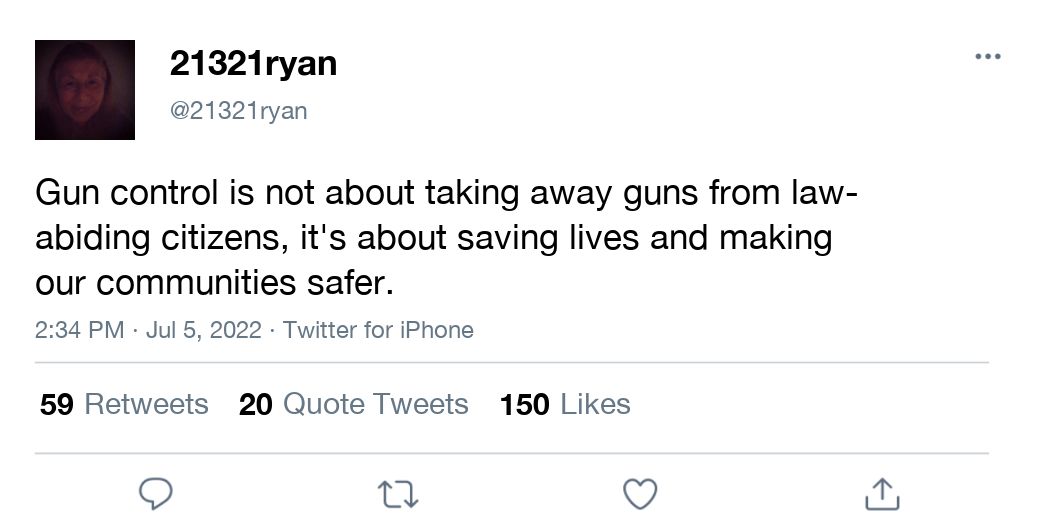 21321ryan
@21321ryan
Gun control is not about taking away guns from law-
abiding citizens, it's about saving lives and making
our communities safer.
2:34 PM · Jul 5, 2022 · Twitter for iPhone
59 Retweets 20 Quote Tweets 150 Likes